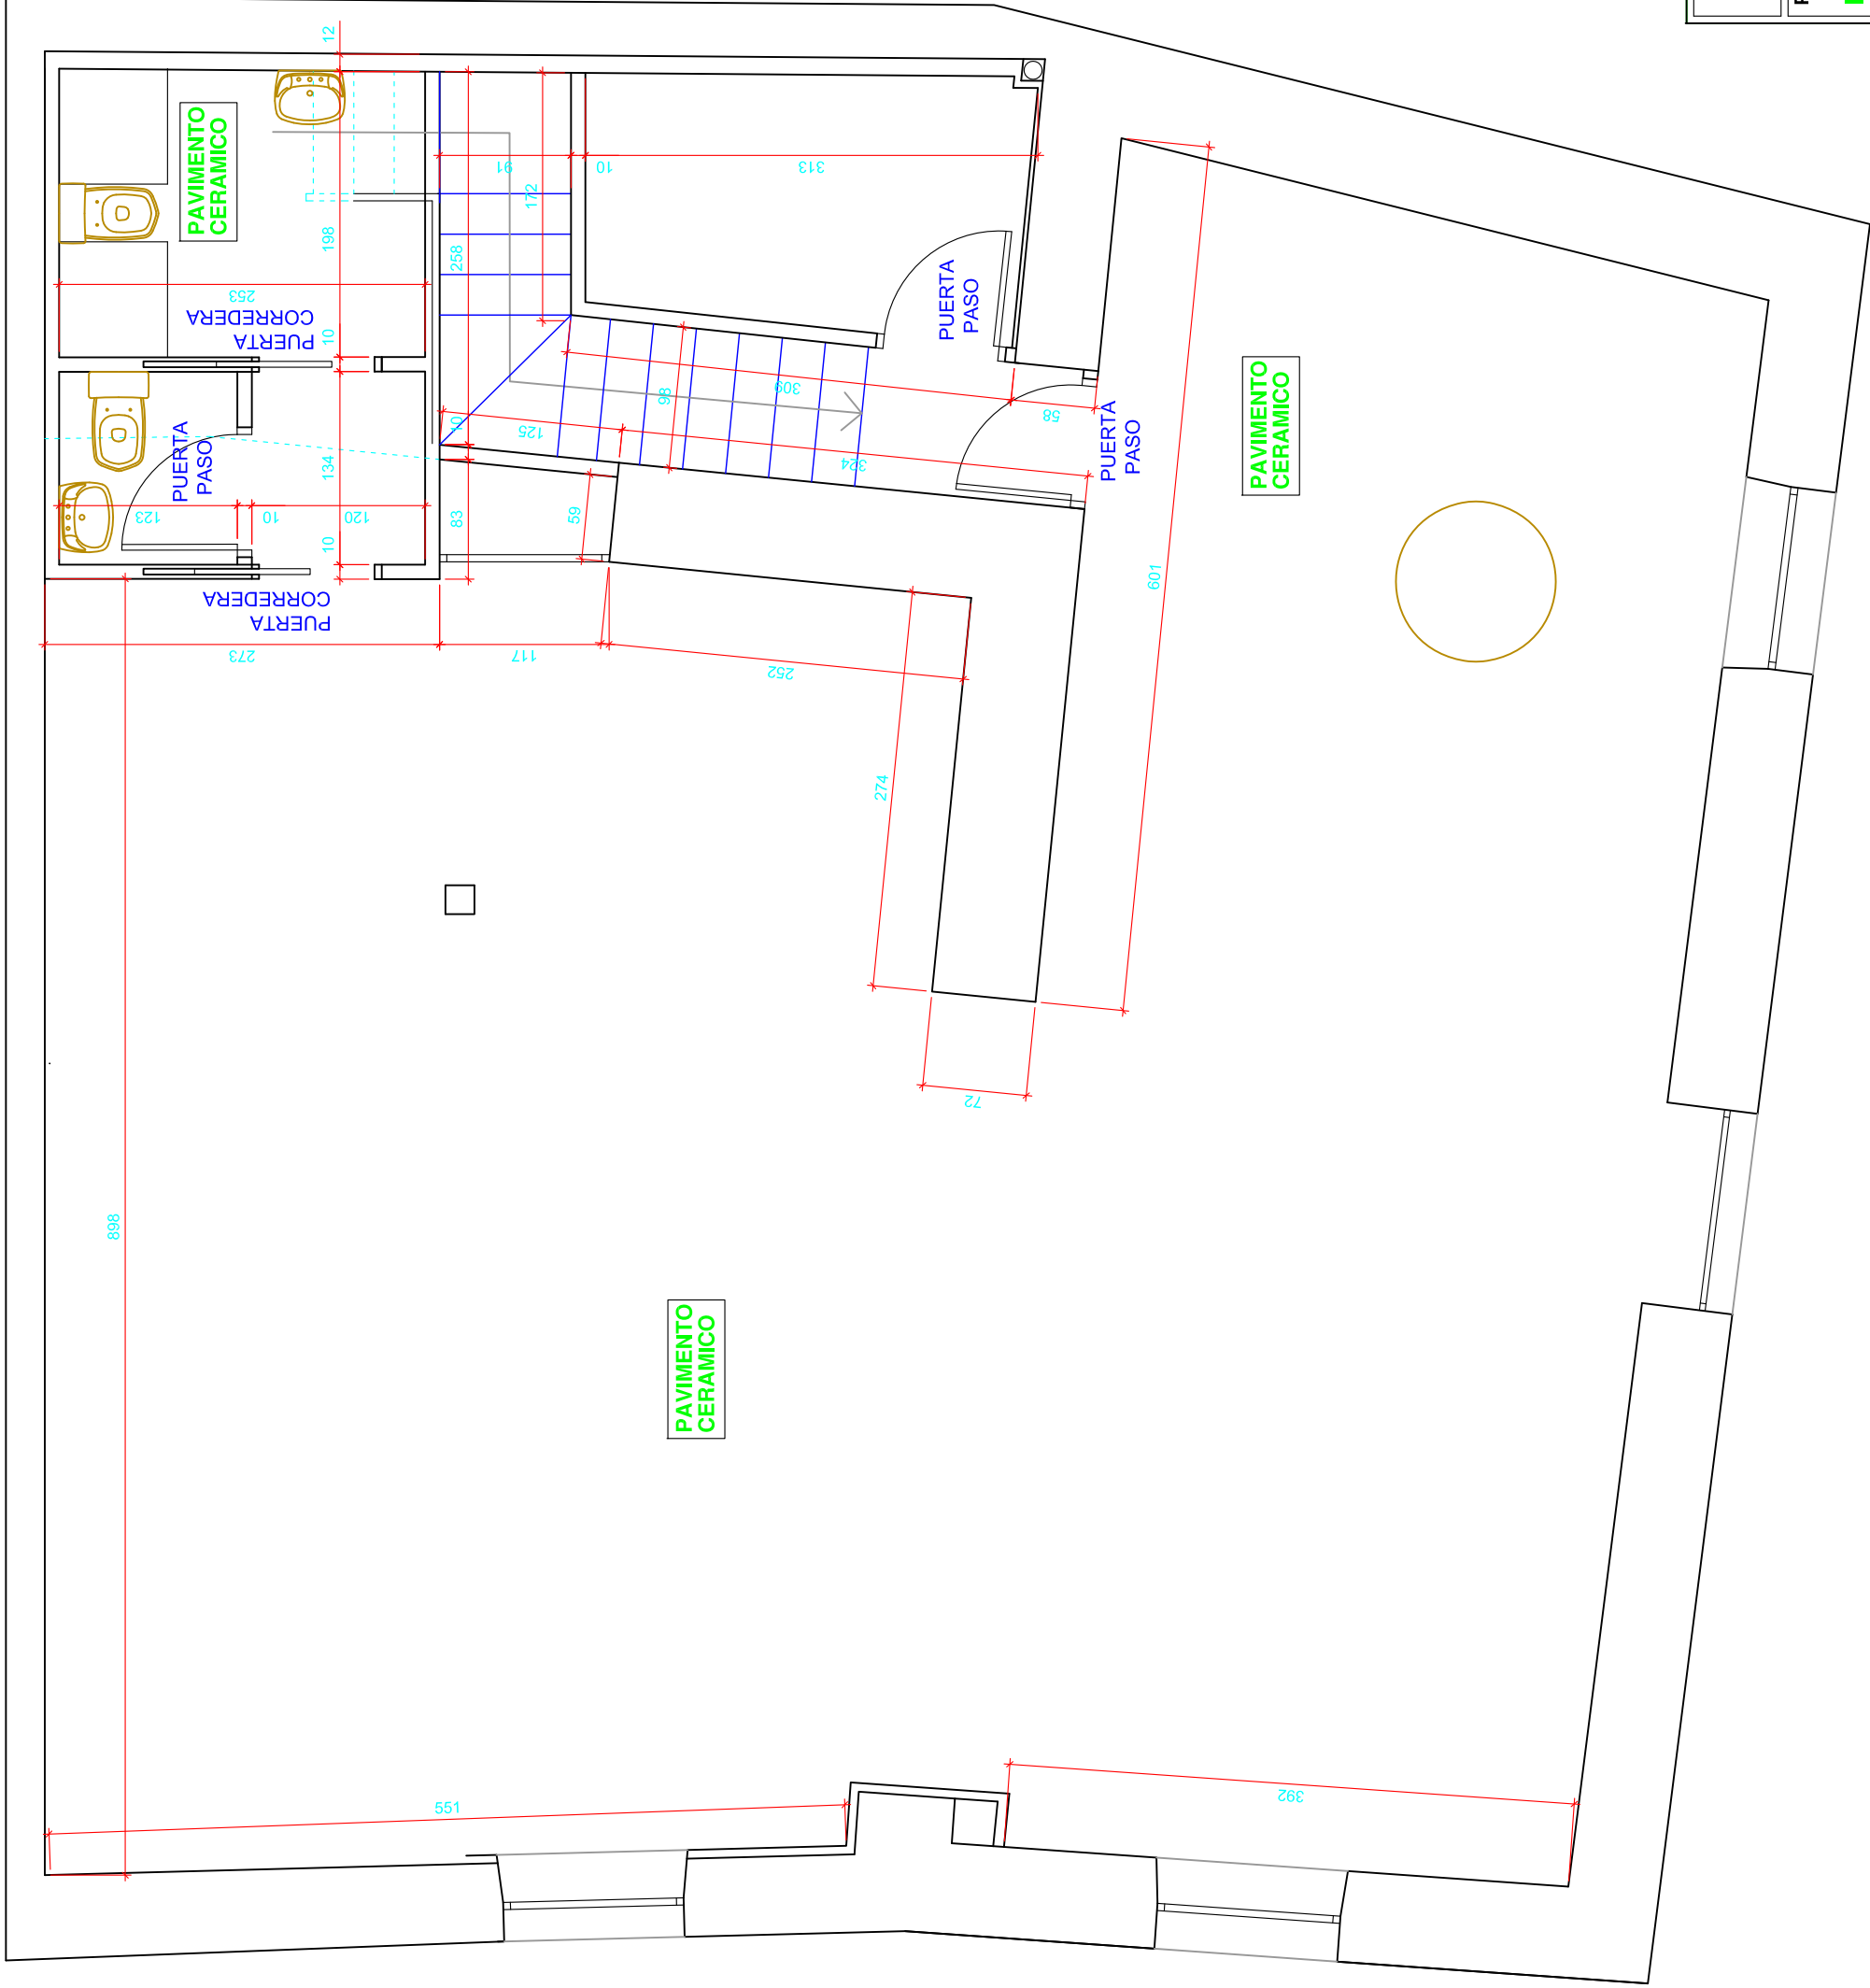 12
PAVIMENTO
CERAMICO
91
10
313
172
198
258
253
PUERTA
CORREDERA
10
PUERTA
PASO
309
98
58
10
125
PUERTA
PASO
324
PUERTA
PASO
134
123
10
120
10
83
59
PUERTA
CORREDERA
273
117
252
274
601
PAVIMENTO
CERAMICO
72
898
PAVIMENTO
CERAMICO
551
392